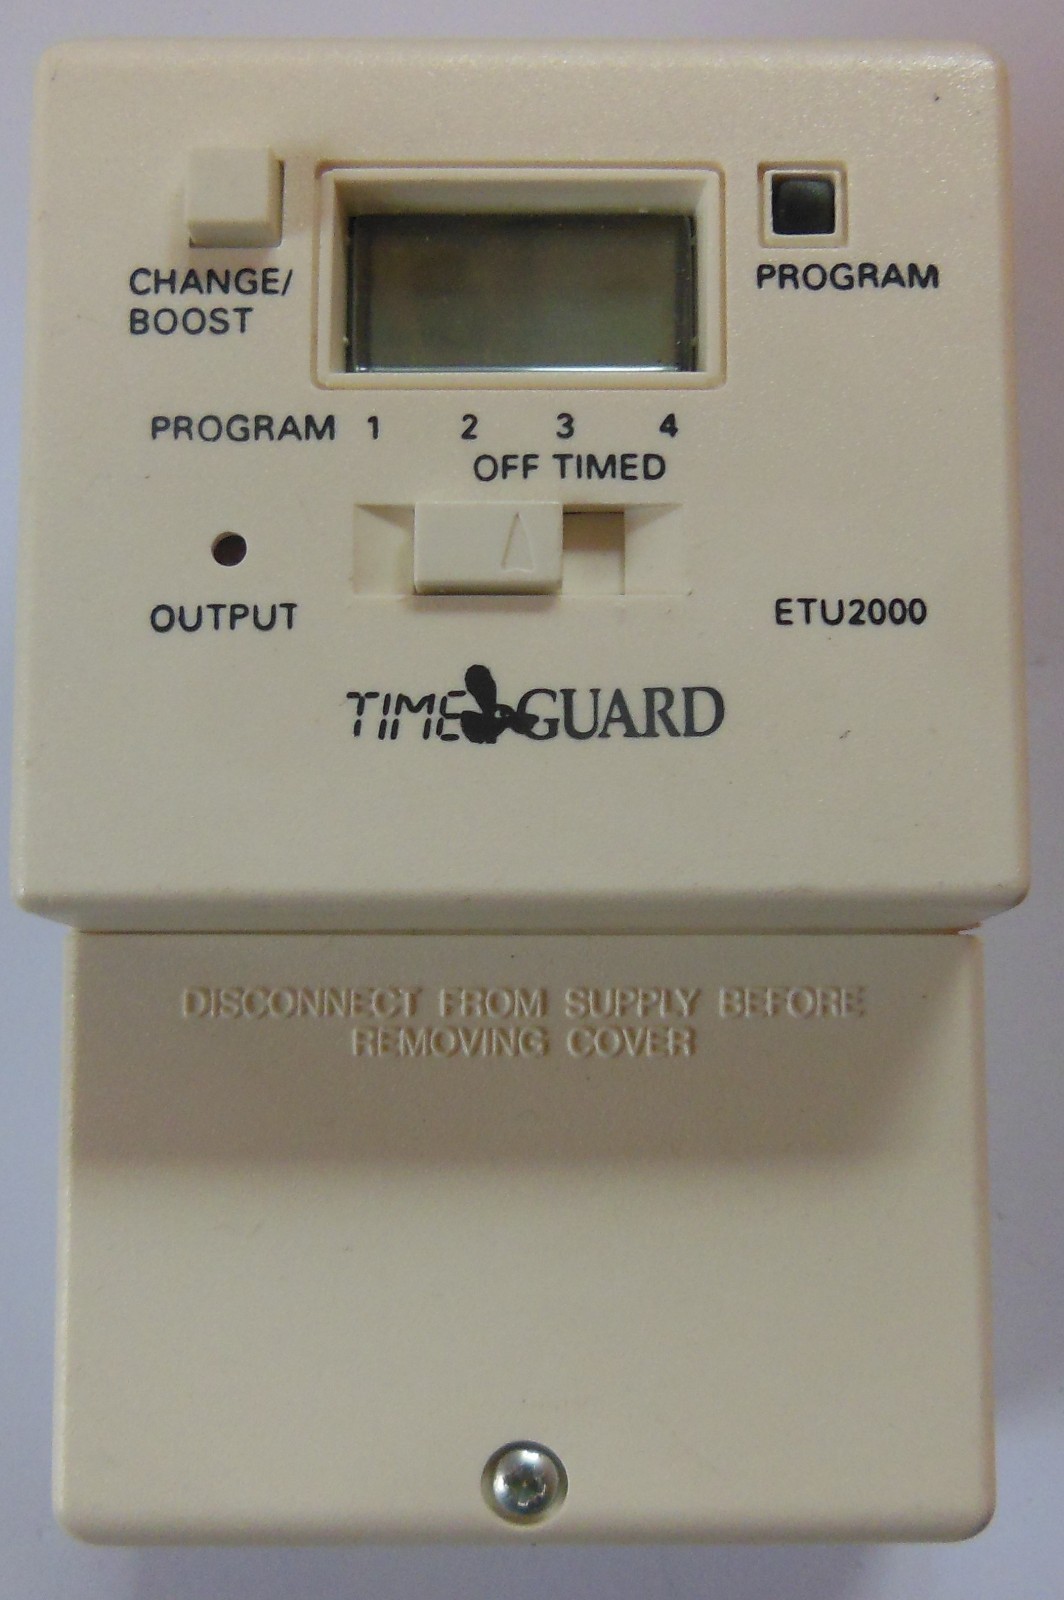 CHANGE/
BOOST
PROGRAM
PROGRAM 1 2 3 4
OFF TIMED
OUTPUT
ETU2000
TIMEGUARD
DISCONNECT FROM SUPPLY BEFORE
REMOVING COVER